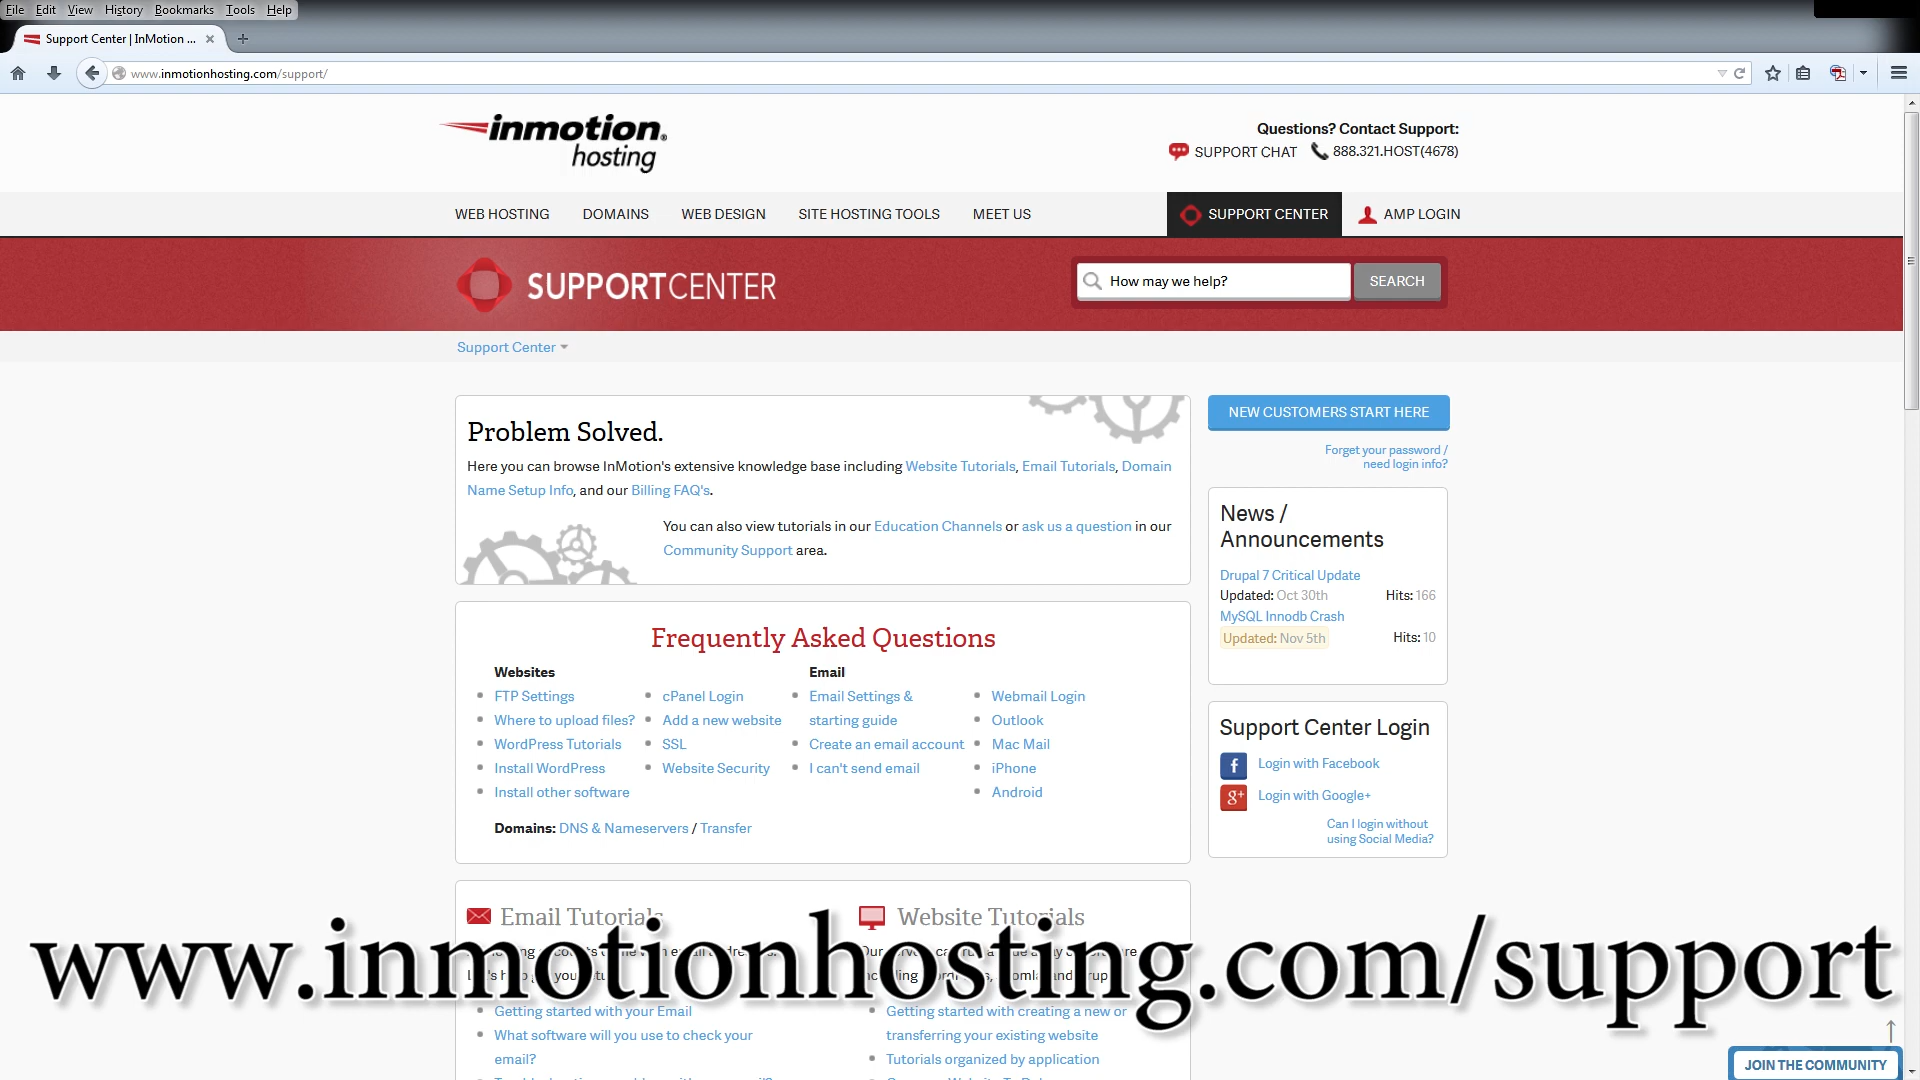 File Edit View History Bookmarks Tools Help
Support Center | InMotion ...
www.inmotionhosting.com/support/
inmotion® hosting
Questions? Contact Support:
SUPPORT CHAT 888.321.HOST(4678)
WEB HOSTING DOMAINS WEB DESIGN SITE HOSTING TOOLS MEET US SUPPORT CENTER AMP LOGIN
SUPPORTCENTER
How may we help? SEARCH
Support Center
Problem Solved.
Here you can browse InMotion's extensive knowledge base including Website Tutorials, Email Tutorials, Domain
Name Setup Info, and our Billing FAQ's.
You can also view tutorials in our Education Channels or ask us a question in our
Community Support area.
NEW CUSTOMERS START HERE
Forget your password /
need login info?
News /
Announcements
Drupal 7 Critical Update
Updated: Oct 30th Hits: 166
MySQL Innodb Crash
Updated: Nov 5th Hits: 10
Frequently Asked Questions
Websites Email
FTP Settings cPanel Login Email Settings & Webmail Login
Where to upload files? Add a new website starting guide Outlook
WordPress Tutorials SSL Create an email account Mac Mail
Install WordPress Website Security I can't send email iPhone
Install other software Android
Domains: DNS & Nameservers / Transfer
Support Center Login
Login with Facebook
Login with Google+
Can I login without
using Social Media?
Email Tutorials Website Tutorials
www.inmotionhosting.com/support
Getting started with your Email
What software will you use to check your
email?
Getting started with creating a new or
transferring your existing website
Tutorials organized by application
JOIN THE COMMUNITY